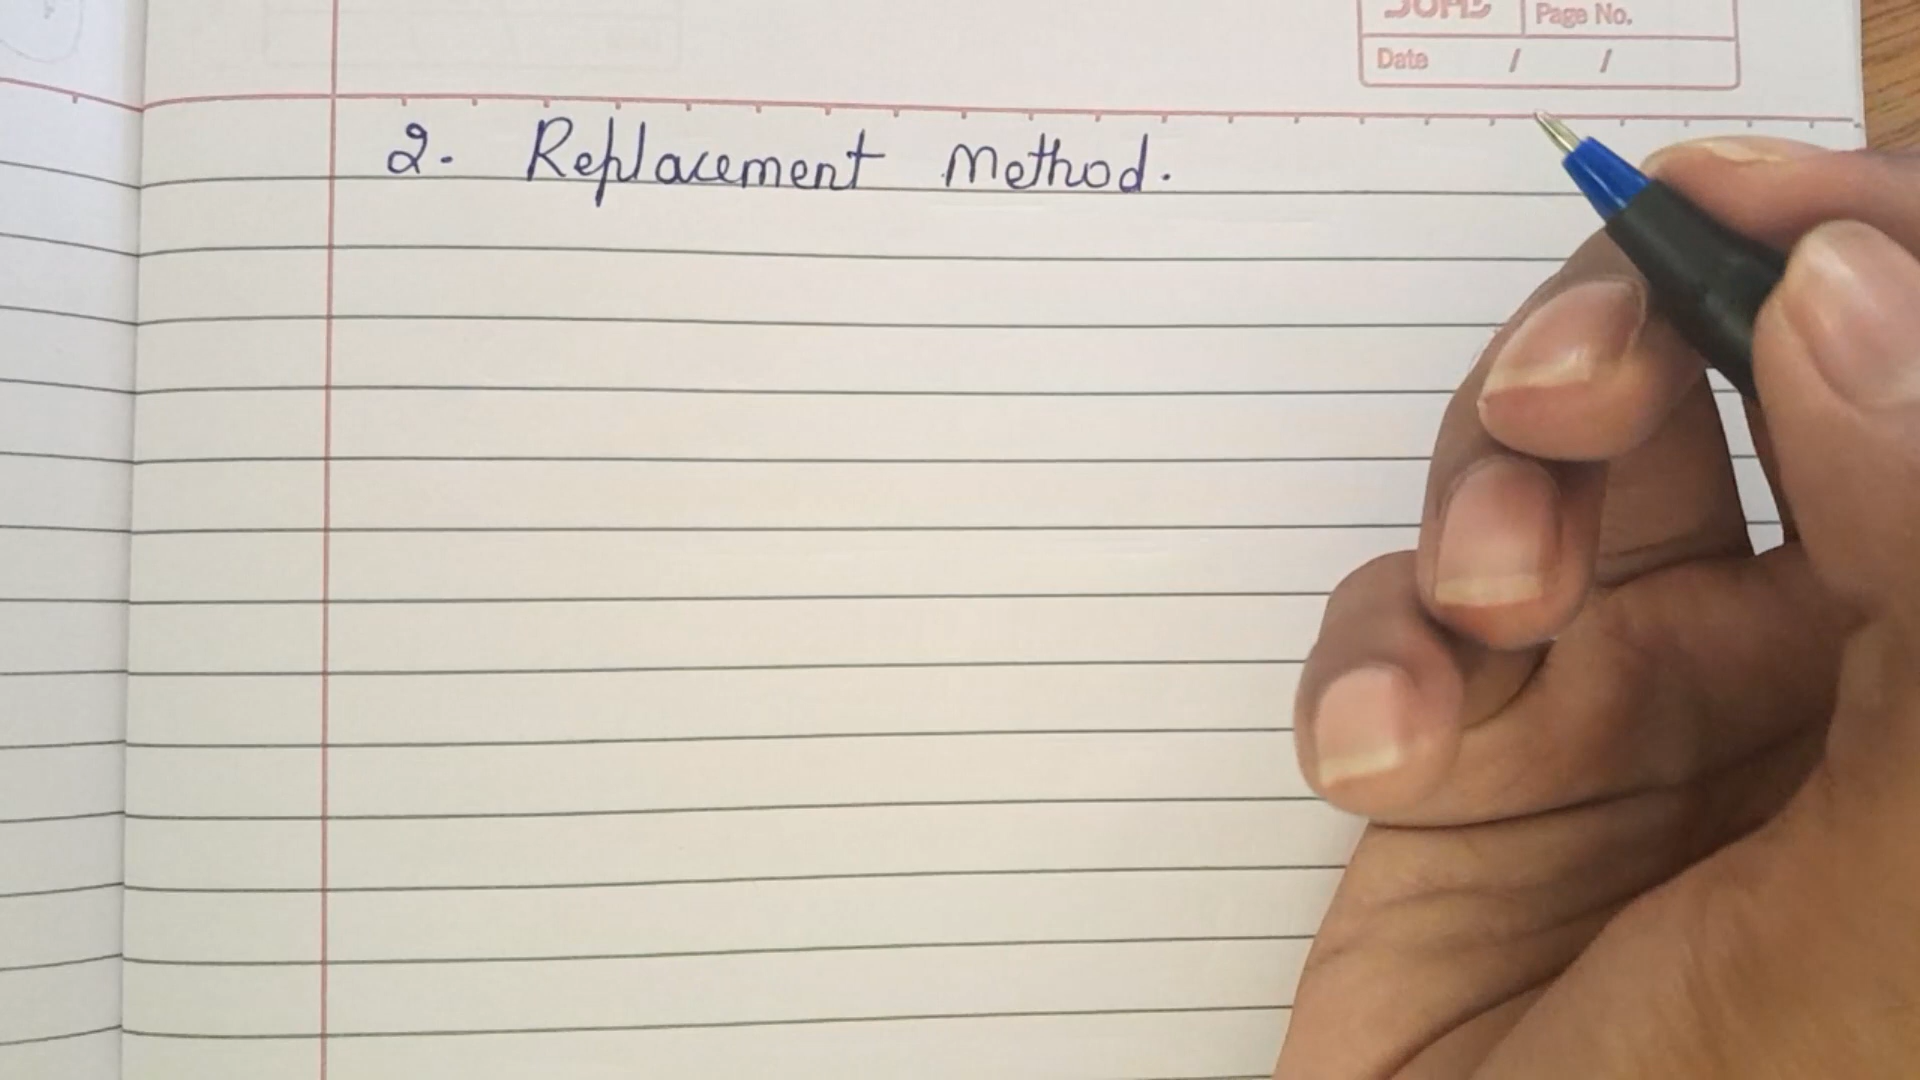 Page No.
Date / /
2. Replacement Method.